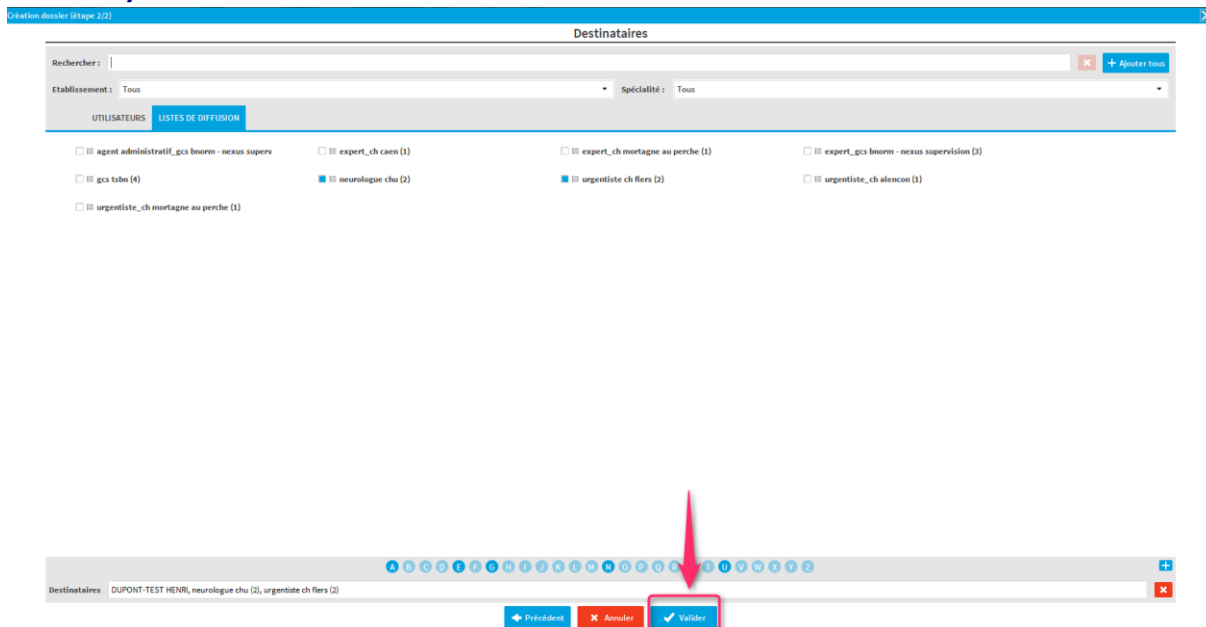 Création dossier (étape 2/2)
Destinataires
Rechercher :
+ Ajouter tous
Etablissement : Tous Spécialité : Tous
UTILISATEURS LISTES DE DIFFUSION
agent administratif_gcs bnorm - nexus superv expert_ch caen (1) expert_ch mortagne au perche (1) expert_gcs bnorm - nexus supervision (3)
gcs tsbn (4) neurologue chu (2) urgentiste ch flers (2) urgentiste_ch alencon (1)
urgentiste_ch mortagne au perche (1)
A B C D E F G H I J K L M N O P Q R T U V W X Y Z
Destinataires DUPONT-TEST HENRI, neurologue chu (2), urgentiste ch flers (2)
Précédent Annuler Valider